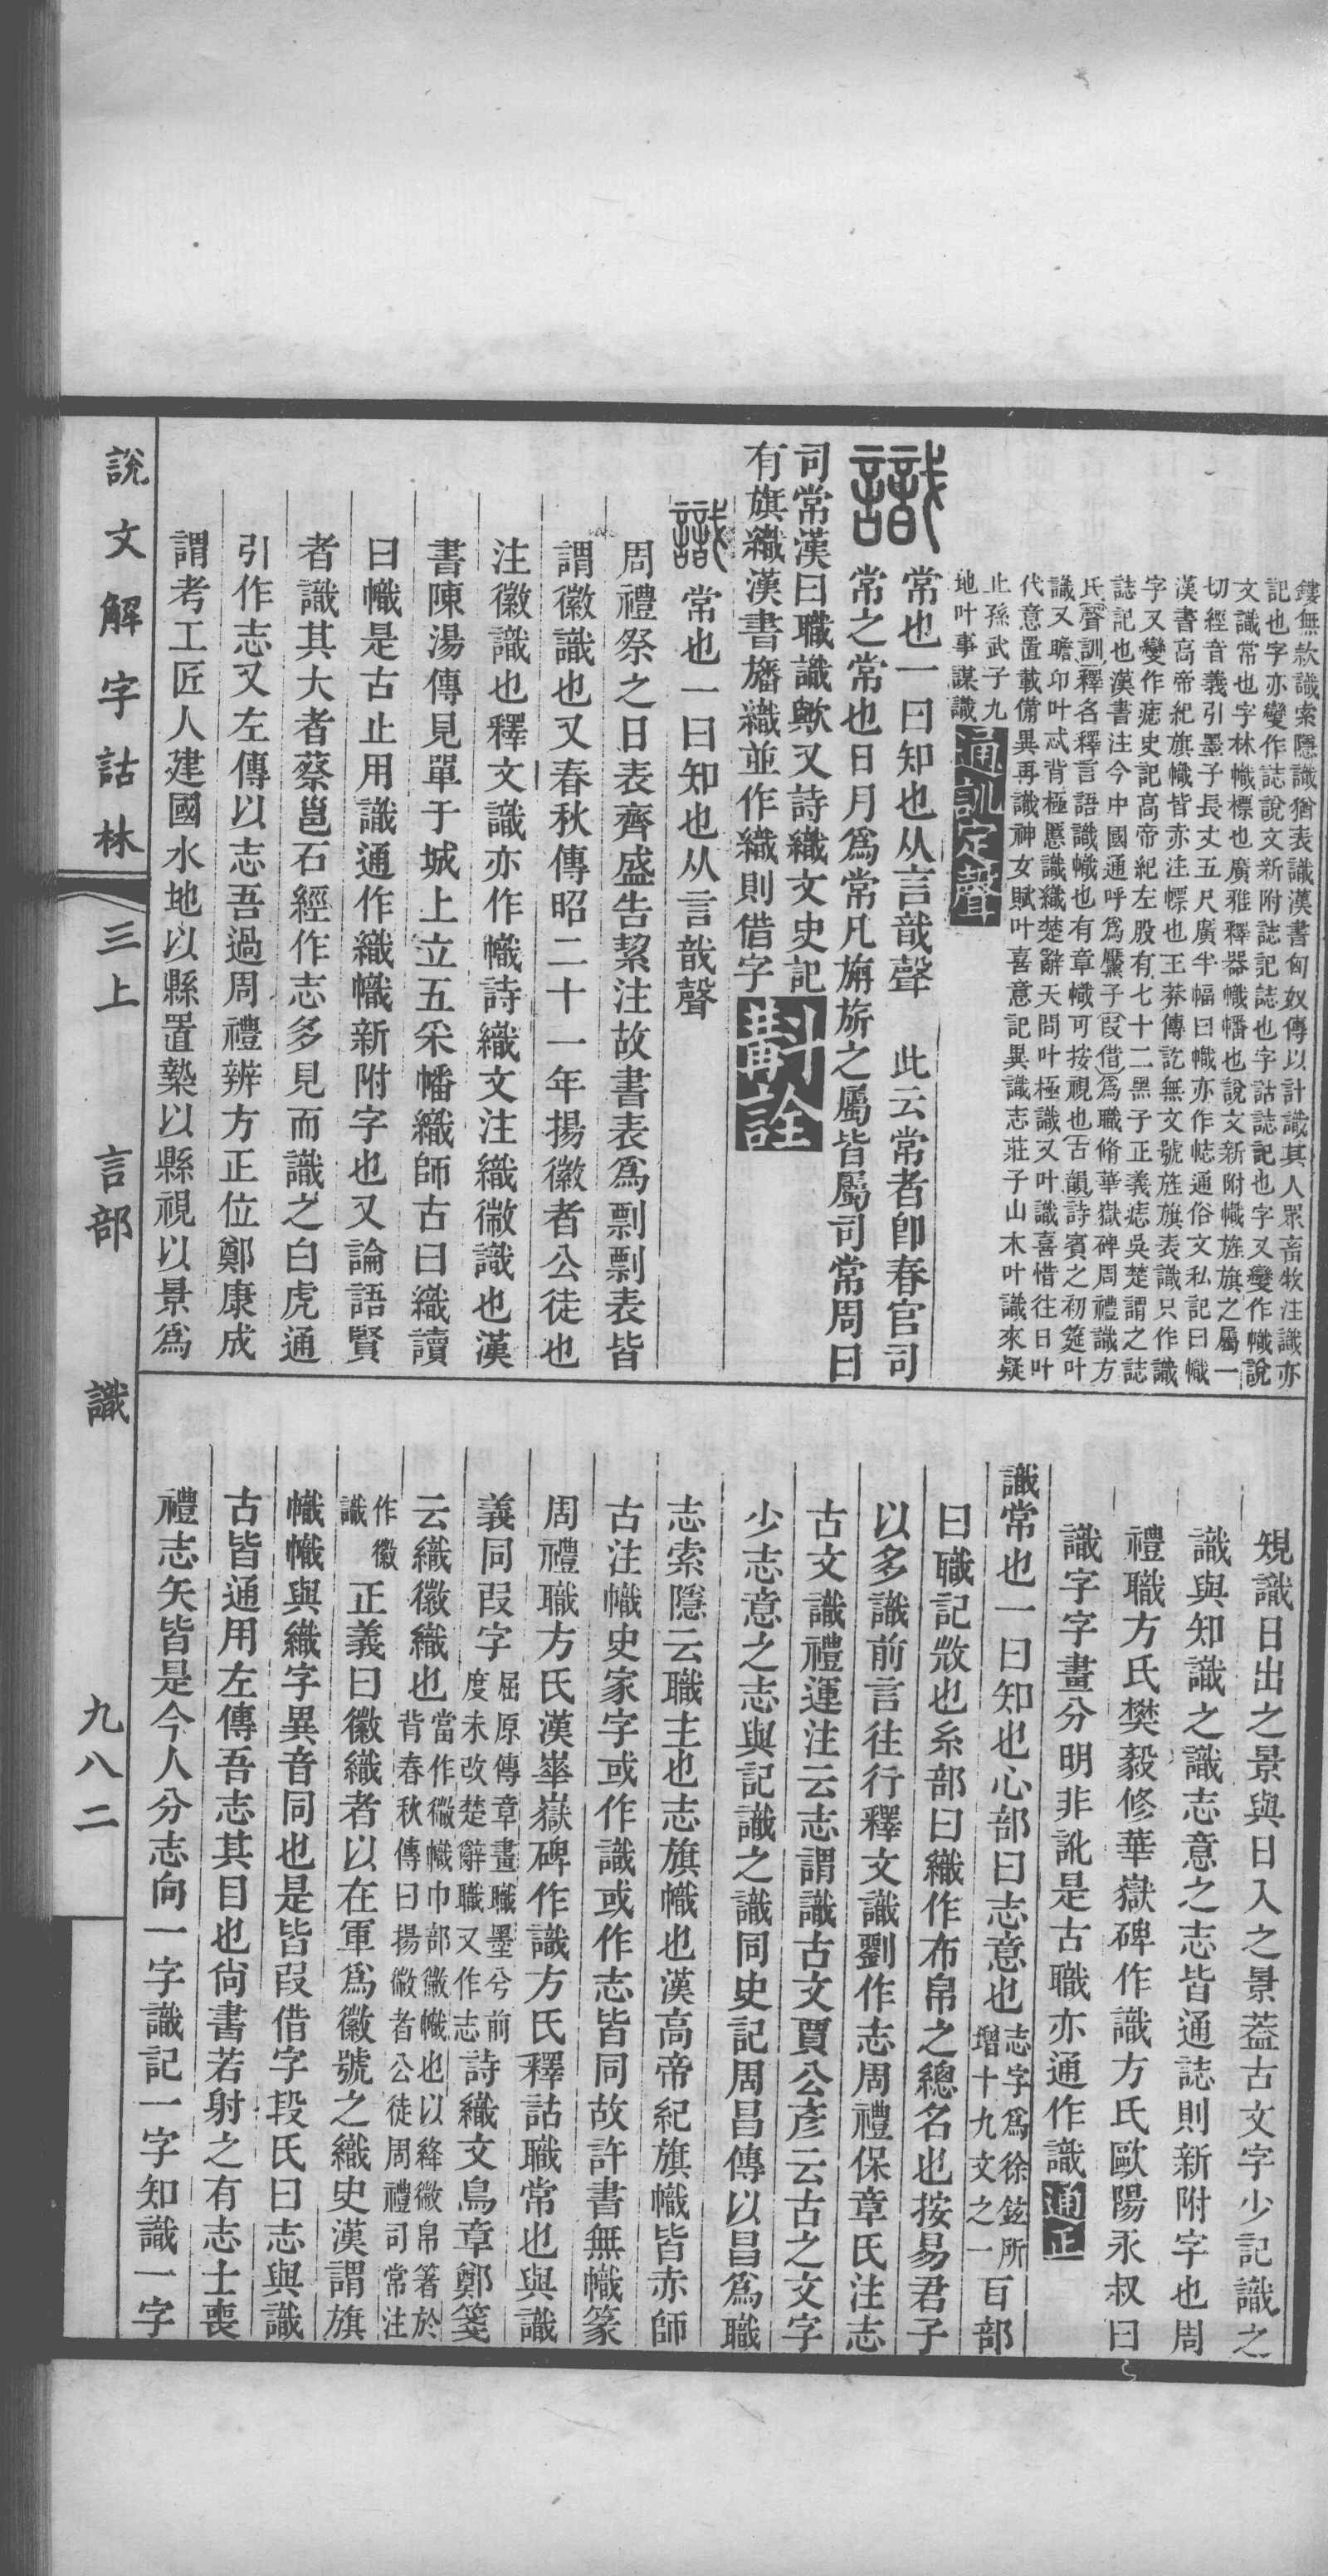 鏤無款識索隱識猶表識漢書匈奴傳以計識其人眾畜牧注識亦
記也字亦變作誌說文新附誌記誌也字詁誌記也字又變作幟說
文識常也字林幟標也廣雅釋器幟幡也說文新附幟旌旗之屬一
切經音義引墨子長丈五尺廣半幅曰幟亦作㤅通俗文私記曰幟
漢書高帝紀旗幟皆亦注幖也王莽傳訖無文號旌旗表識只作識
字又變作痣史記高帝紀左股有七十二黑子正義痣吳楚謂之誌
誌記也漢書注今中國通呼為黶子叚借為職脩華嶽碑周禮識方
氏聲訓釋名釋言語識幟也有章幟可按視也古韻詩賓之初筵叶
識又瞻卬叶忒背極慝識織楚辭天問叶極識又叶識喜惜往日叶
代意置載備異再識神女賦叶喜意記異識志莊子山木叶識來疑
止孫武子九
地叶事謀識通訓定聲
識常也一曰知也从言戠聲　此云常者卽春官司
常之常也日月爲常凡旃旂之屬皆屬司常周曰
司常漢曰職識歟又詩織文史記
有旗織漢書旛織並作織則借字斠詮
識常也一曰知也从言戠聲
周禮祭之日表齊盛告絜注故書表爲剽剽表皆
謂徽識也又春秋傳昭二十一年揚徽者公徒也
注徽識也釋文識亦作幟詩織文注織徽識也漢
書陳湯傳見單于城上立五采幡織師古曰織讀
曰幟是古止用識通作織幟新附字也又論語賢
者識其大者蔡邕石經作志多見而識之白虎通
引作志又左傳以志吾過周禮辨方正位鄭康成
謂考工匠人建國水地以縣置槷以縣視以景爲
規識日出之景與日入之景葢古文字少記識之
識與知識之識志意之志皆通誌則新附字也周
禮職方氏樊毅修華嶽碑作識方氏歐陽永叔曰
識字字畫分明非訛是古職亦通作識通正
識常也一曰知也心部曰志意也志字爲徐鉉所增十九文之一百部
曰職記㣲也糸部曰織作布帛之總名也按易君子
以多識前言往行釋文識劉作志周禮保章氏注志
古文識禮運注云志謂識古文賈公彥云古之文字
少志意之志與記識之識同史記周昌傳以昌爲職
志索隱云職主也志旗幟也漢高帝紀旗幟皆赤師
古注幟史家字或作識或作志皆同故許書無幟篆
周禮職方氏漢崋嶽碑作識方氏釋詁職常也與識
義同叚字屈原傳章畫職墨兮前度未改楚辭職又作志詩織文鳥章鄭箋
云織徽織也當作徽幟巾部徽幟也以絳徽帛箸於背春秋傳曰揚徽者公徒周禮司常注
作徽識正義曰徽織者以在軍爲徽號之織史漢謂旗
幟幟與織字異音同也是皆叚借字段氏曰志與識
古皆通用左傳吾志其目也尙書若射之有志士喪
禮志矢皆是今人分志向一字識記一字知識一字
說文解字詁林　三上　言部　識　九八二